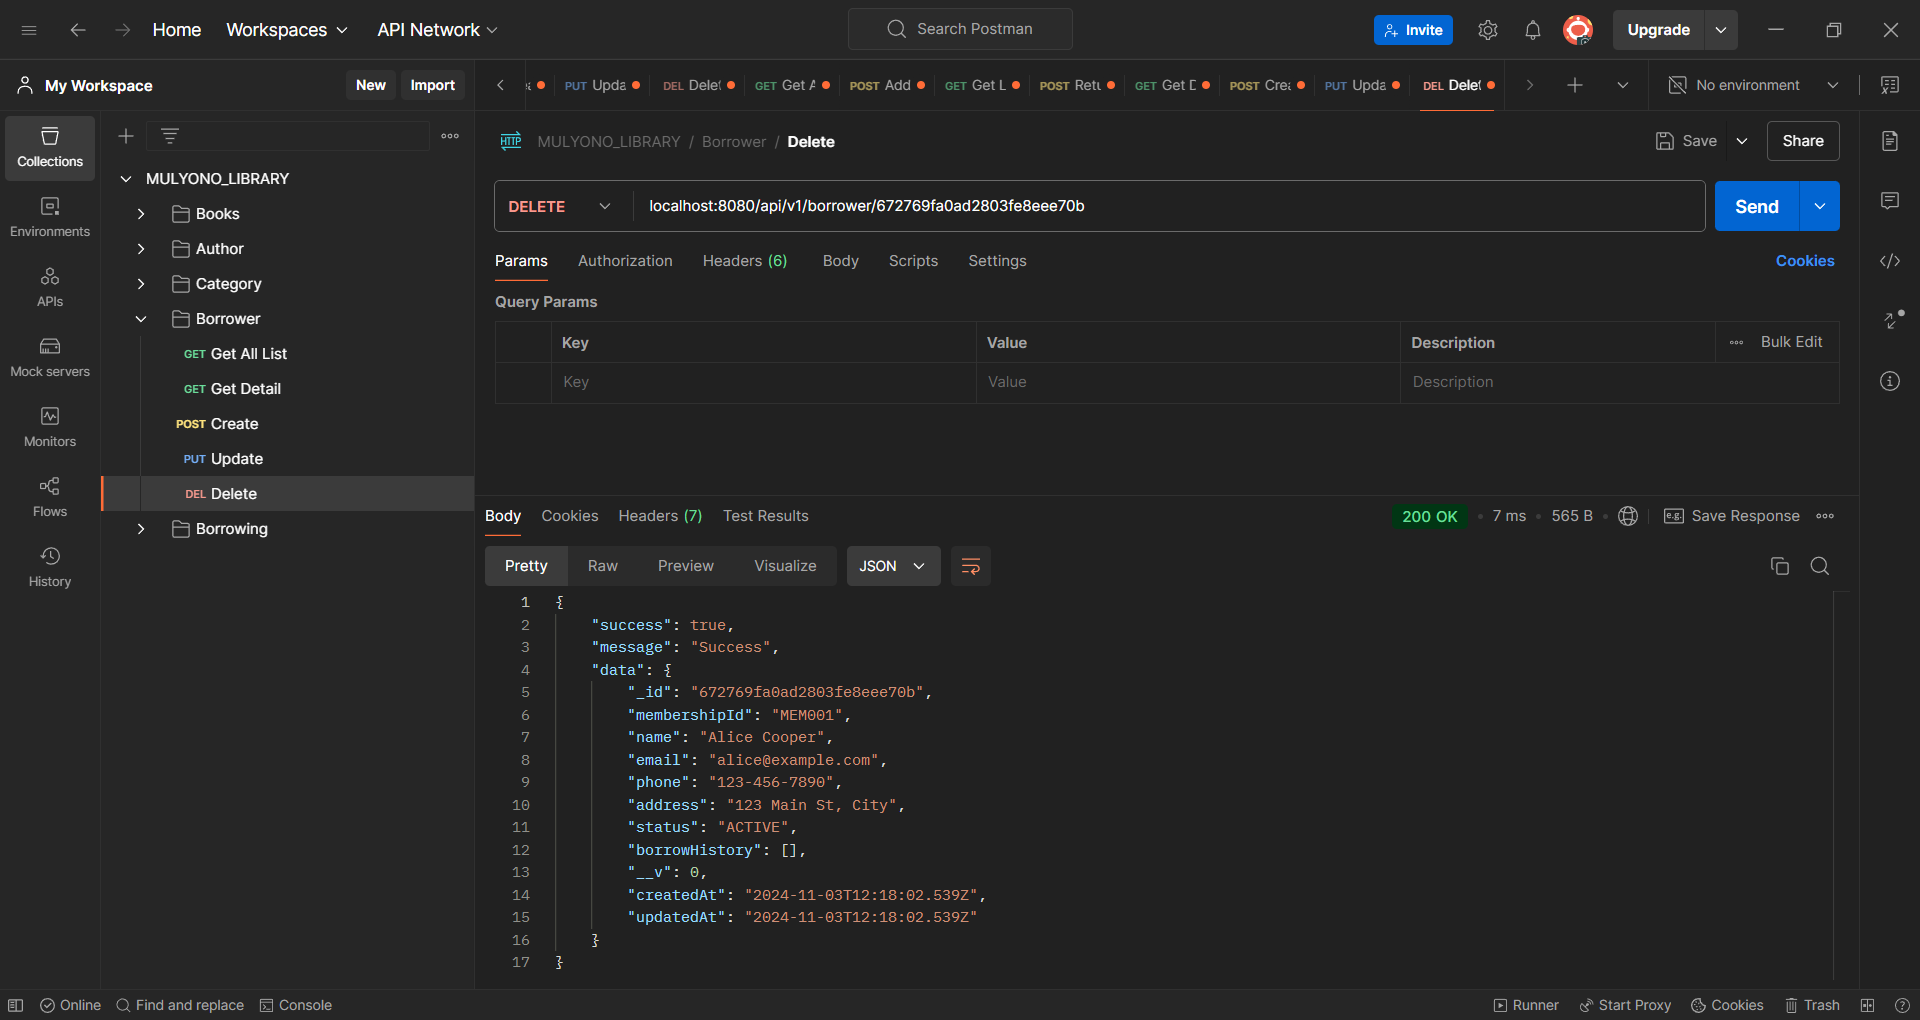 Home Workspaces API Network Search Postman Invite Upgrade
My Workspace New Import PUT Upda DEL Delet GET Get A POST Add GET Get L POST Retu GET Get D POST Crea PUT Upda DEL Delet No environment
MULYONO_LIBRARY / Borrower / Delete Save Share
Collections
Environments
APIs
Mock servers
Monitors
Flows
History
MULYONO_LIBRARY
Books
Author
Category
Borrower
GET Get All List
GET Get Detail
POST Create
PUT Update
DEL Delete
Borrowing
HTTP
DELETE localhost:8080/api/v1/borrower/672769fa0ad2803fe8eee70b Send
Params Authorization Headers (6) Body Scripts Settings Cookies
Query Params
Key Value Description Bulk Edit
Key Value Description
Body Cookies Headers (7) Test Results 200 OK 7 ms 565 B e.g. Save Response
Pretty Raw Preview Visualize JSON
1 {
2 "success": true,
3 "message": "Success",
4 "data": {
5 "_id": "672769fa0ad2803fe8eee70b",
6 "membershipId": "MEM001",
7 "name": "Alice Cooper",
8 "email": "alice@example.com",
9 "phone": "123-456-7890",
10 "address": "123 Main St, City",
11 "status": "ACTIVE",
12 "borrowHistory": [],
13 "__v": 0,
14 "createdAt": "2024-11-03T12:18:02.539Z",
15 "updatedAt": "2024-11-03T12:18:02.539Z"
16 }
17 }
Online Find and replace Console Runner Start Proxy Cookies Trash